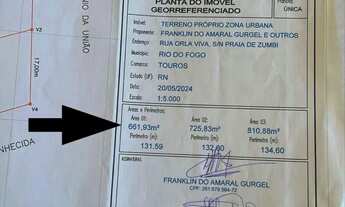 PLANTA DO IMÓVEL
GEORREFERENCIADO
ÚNICA
Imóvel: TERRENO PRÓPRIO ZONA URBANA
Proponente: FRANKLIN DO AMARAL GURGEL E OUTROS
Endereço: RUA ORLA VIVA, S/N PRAIA DE ZUMBI
Município: RIO DO FOGO
Comarca: TOUROS
Estado: RN
Data: 20/05/2024
Escala: 1:5.000
Áreas e Perímetros:
Área 01: Área 02: Área 03:
661,93m² 725,83m² 810,88m²
Perímetro (m): Perímetro (m): Perímetro (m):
131.59 132.60 134.60
ASSINATURAS:
FRANKLIN DO AMARAL GURGEL
DA UNIÃO
V2
17,00m
V4
NHECIDA